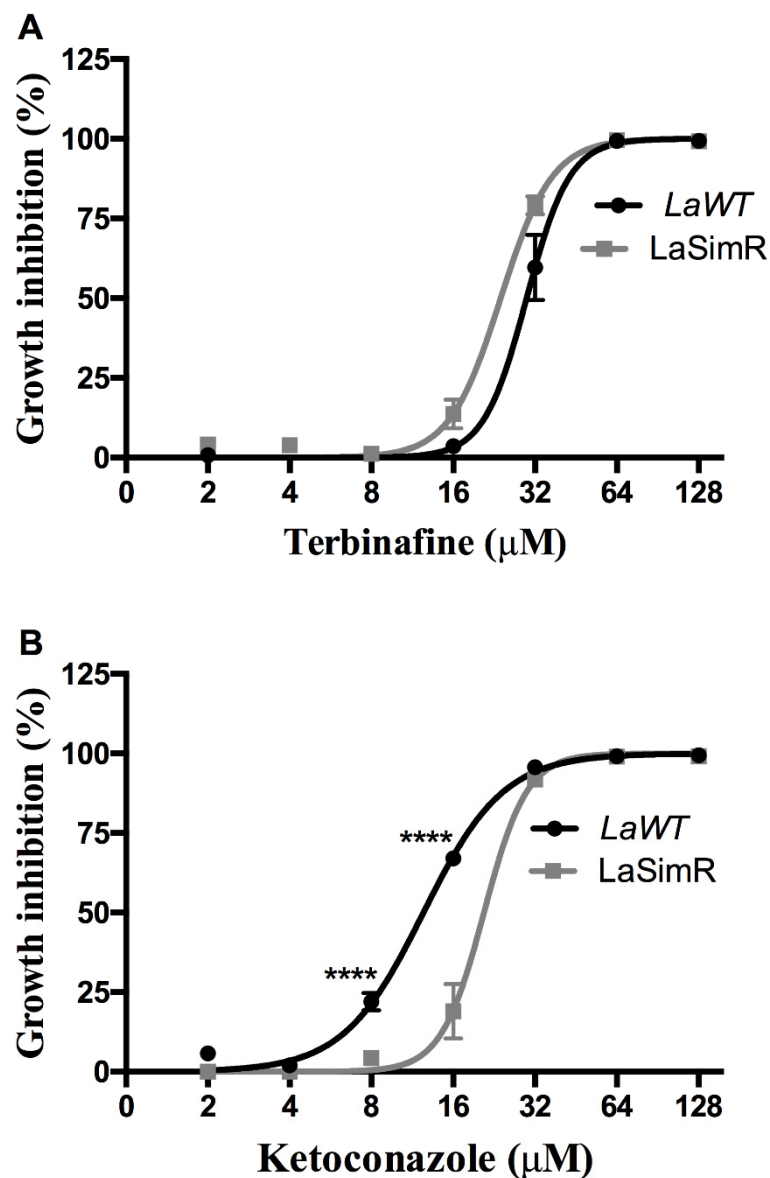 A
125
100
75
50
25
0
Growth inhibition (%)
LaWT
LaSimR
0 2 4 8 16 32 64 128
Terbinafine (μM)
B
125
100
75
50
25
0
Growth inhibition (%)
****
****
LaWT
LaSimR
0 2 4 8 16 32 64 128
Ketoconazole (μM)